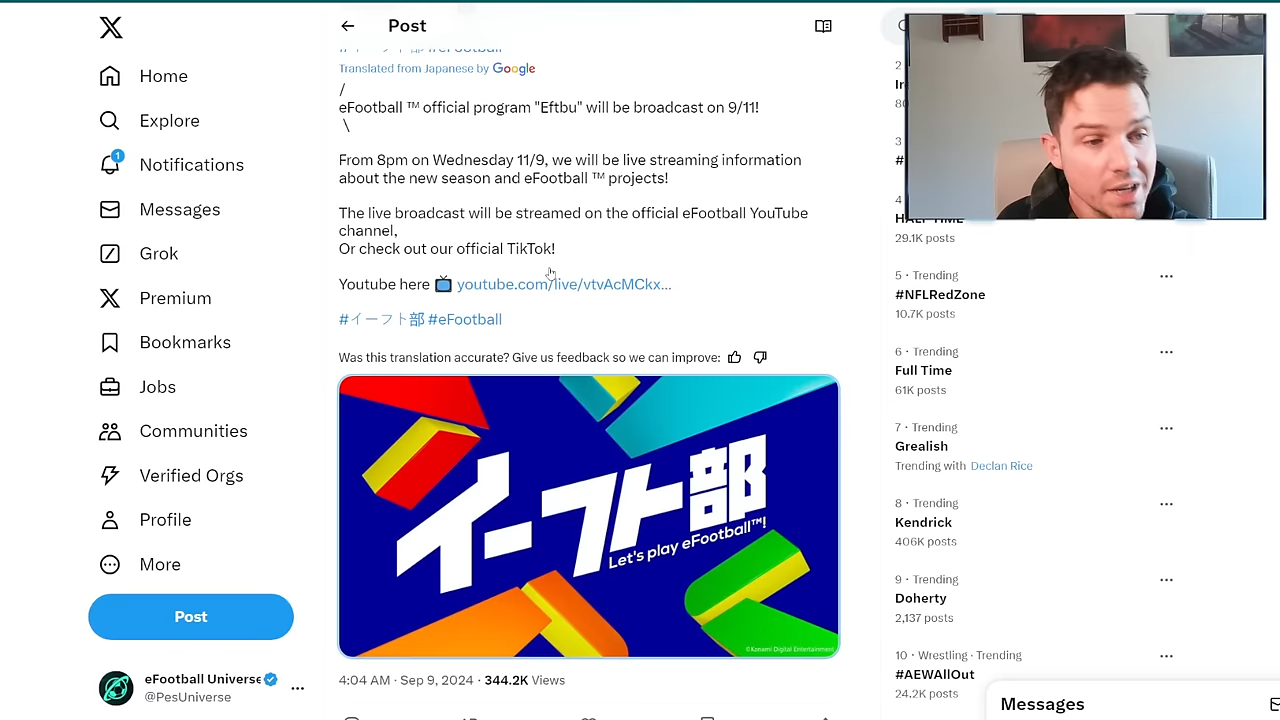 Post
Translated from Japanese by Google
/
eFootball ™ official program "Eftbu" will be broadcast on 9/11!
\
From 8pm on Wednesday 11/9, we will be live streaming information
about the new season and eFootball ™ projects!
The live broadcast will be streamed on the official eFootball YouTube
channel,
Or check out our official TikTok!
Youtube here 📺 youtube.com/live/vtvAcMCkx...
#イーフト部 #eFootball
Was this translation accurate? Give us feedback so we can improve:
イーフト部
Let's play eFootball™!
©Konami Digital Entertainment
4:04 AM · Sep 9, 2024 · 344.2K Views
Home
Explore
1
Notifications
Messages
Grok
Premium
Bookmarks
Jobs
Communities
Verified Orgs
Profile
More
Post
eFootball Universe
@PesUniverse
2
3
4
29.1K posts
5 · Trending
#NFLRedZone
10.7K posts
6 · Trending
Full Time
61K posts
7 · Trending
Grealish
Trending with Declan Rice
8 · Trending
Kendrick
406K posts
9 · Trending
Doherty
2,137 posts
10 · Wrestling · Trending
#AEWAllOut
24.2K posts
Messages